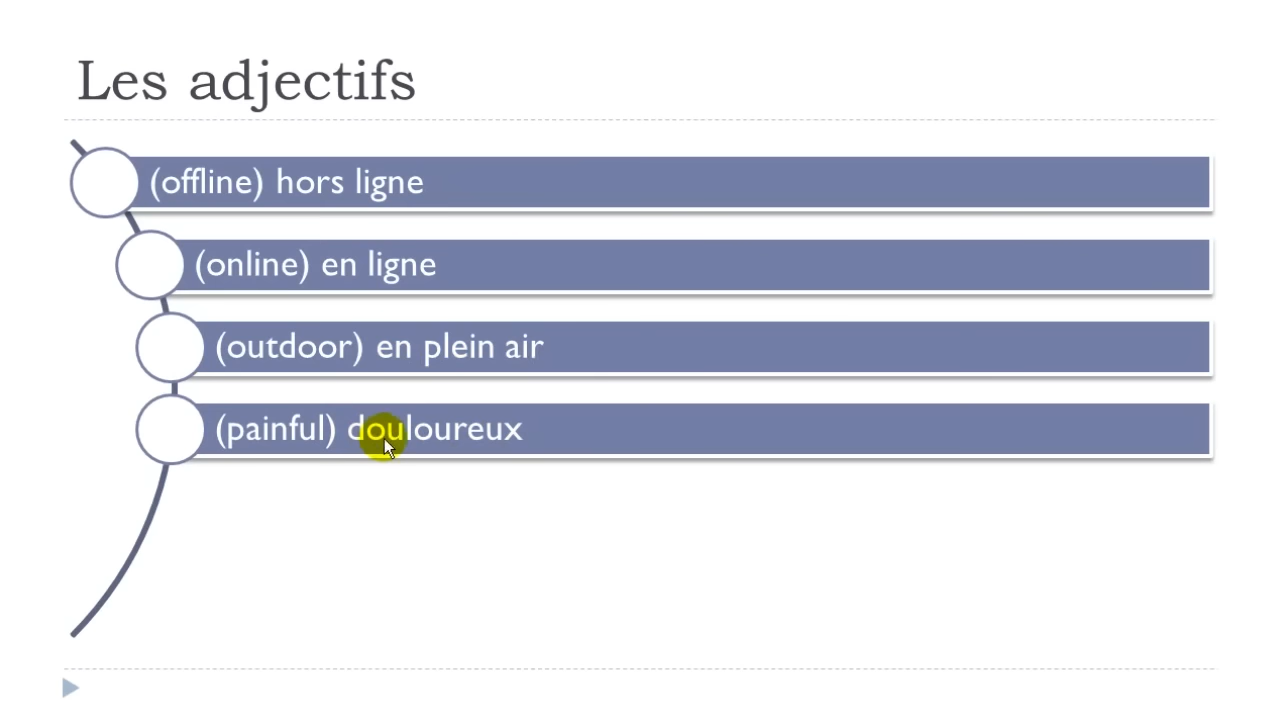 Les adjectifs
(offline) hors ligne
(online) en ligne
(outdoor) en plein air
(painful) douloureux